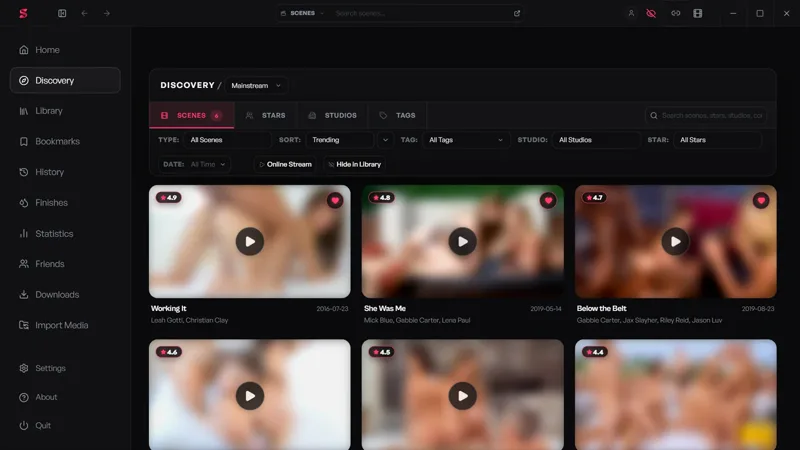 SCENES
Search scenes...
Home
Discovery
Library
Bookmarks
History
Finishes
Statistics
Friends
Downloads
Import Media
Settings
About
Quit
DISCOVERY / Mainstream
SCENES 6 STARS STUDIOS TAGS
TYPE: All Scenes SORT: Trending TAG: All Tags STUDIO: All Studios STAR: All Stars
DATE: All Time Online Stream Hide in Library
4.9
4.8
4.7
Working It 2016-07-23
Leah Gotti, Christian Clay
She Was Me 2019-05-14
Mick Blue, Gabbie Carter, Lena Paul
Below the Belt 2019-08-23
Gabbie Carter, Jax Slayher, Riley Reid, Jason Luv
4.6
4.5
4.4